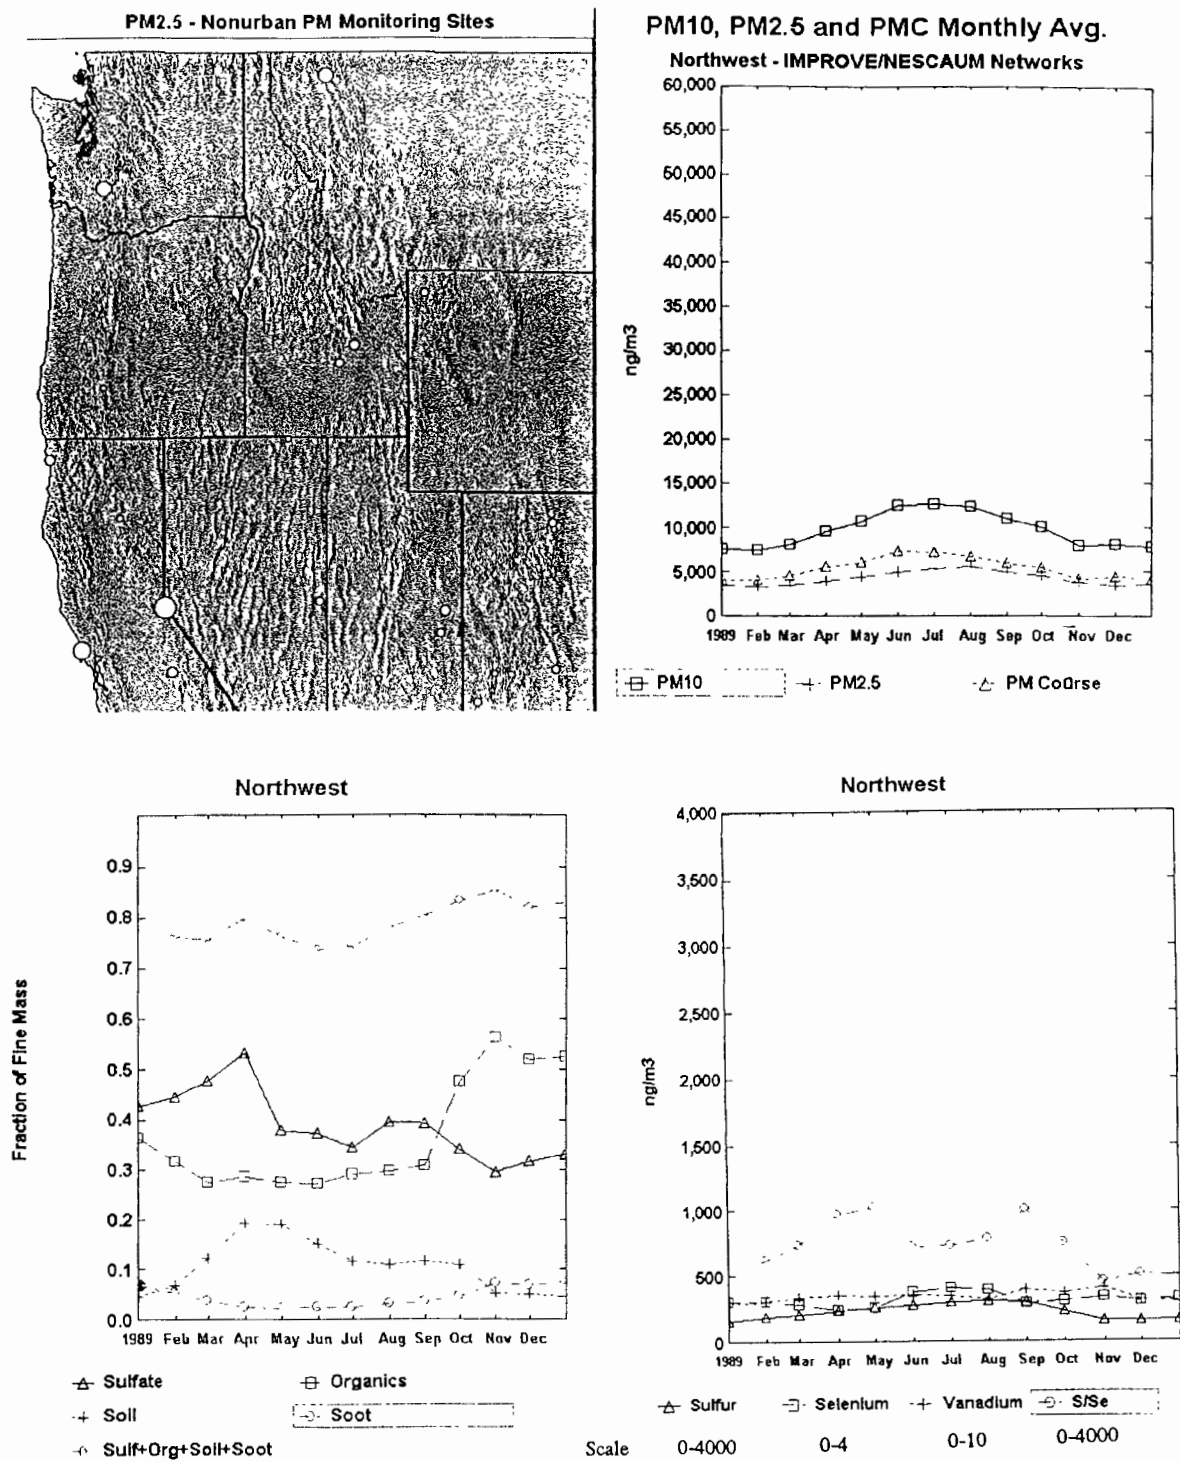 PM2.5 - Nonurban PM Monitoring Sites
PM10, PM2.5 and PMC Monthly Avg.
Northwest - IMPROVE/NESCAUM Networks
60,000
55,000
50,000
45,000
40,000
35,000
30,000
25,000
20,000
15,000
10,000
5,000
0
ng/m3
1989 Feb Mar Apr May Jun Jul Aug Sep Oct Nov Dec
PM10 PM2.5 PM Coarse
Northwest
0.9
0.8
0.7
0.6
0.5
0.4
0.3
0.2
0.1
0.0
Fraction of Fine Mass
1989 Feb Mar Apr May Jun Jul Aug Sep Oct Nov Dec
Sulfate Organics
Soil Soot
Sulf+Org+Soil+Soot
Northwest
4,000
3,500
3,000
2,500
2,000
1,500
1,000
500
0
ng/m3
1989 Feb Mar Apr May Jun Jul Aug Sep Oct Nov Dec
Sulfur Selenium Vanadium S/Se
Scale 0-4000 0-4 0-10 0-4000